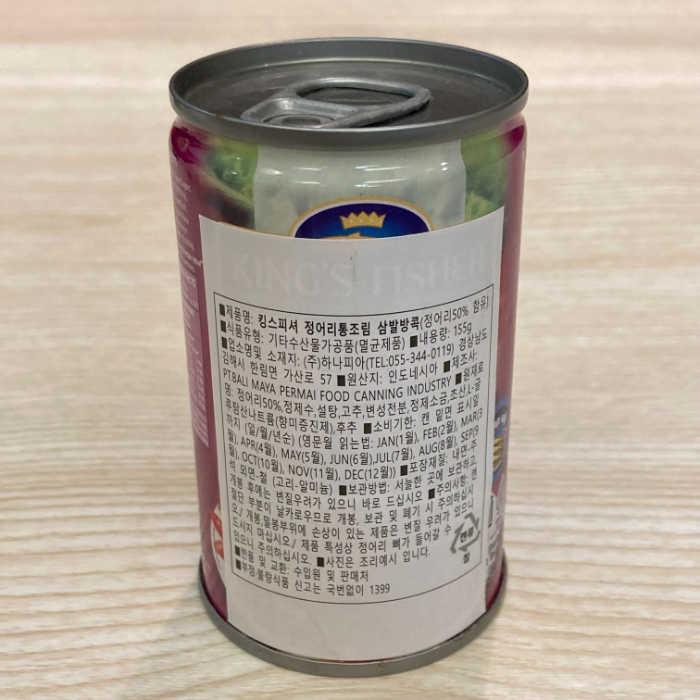 KING'S FISHER
■제품명: 킹스피셔 정어리통조림 삼발방콕(정어리50% 함유)
■식품유형: 기타수산물가공품(멸균제품) ■내용량: 155g
■업소명및 소재지: (주)하나피아(TEL:055-344-0119) 경상남도
김해시 한림면 가산로 57 ■원산지: 인도네시아 ■제조사:
PT.BALI MAYA PERMAI FOOD CANNING INDUSTRY ■원재료
명: 정어리50%,정제수,설탕,고추,변성전분,정제소금,초산,L-글
루탐산나트륨(향미증진제),후추 ■소비기한: 캔 밑면 표시일
까지 (일/월/년순) (영문월 읽는법: JAN(1월), FEB(2월), MAR(3
월), APR(4월), MAY(5월), JUN(6월)JUL(7월), AUG(8월), SEP(9
월), OCT(10월), NOV(11월), DEC(12월)) ■포장재질: 내면-주
석 외면-철 (고리-알미늄) ■보관방법: 서늘한 곳에 보관하고,
개봉 후에는 변질우려가 있으니 바로 드십시오 ■주의사항: 캔
절단 부분이 날카로우므로 개봉, 보관 및 폐기 시 주의하십시
오/ 개봉,밀봉부위에 손상이 있는 제품은 변질 우려가 있으니
드시지 마십시오/ 제품 특성상 정어리 뼈가 들어갈 수
있으니 주의하십시오. ■사진은 조리예시 입니다.
■반품 및 교환: 수입원 및 판매처
■부정·불량식품 신고는 국번없이 1399
캔류
철